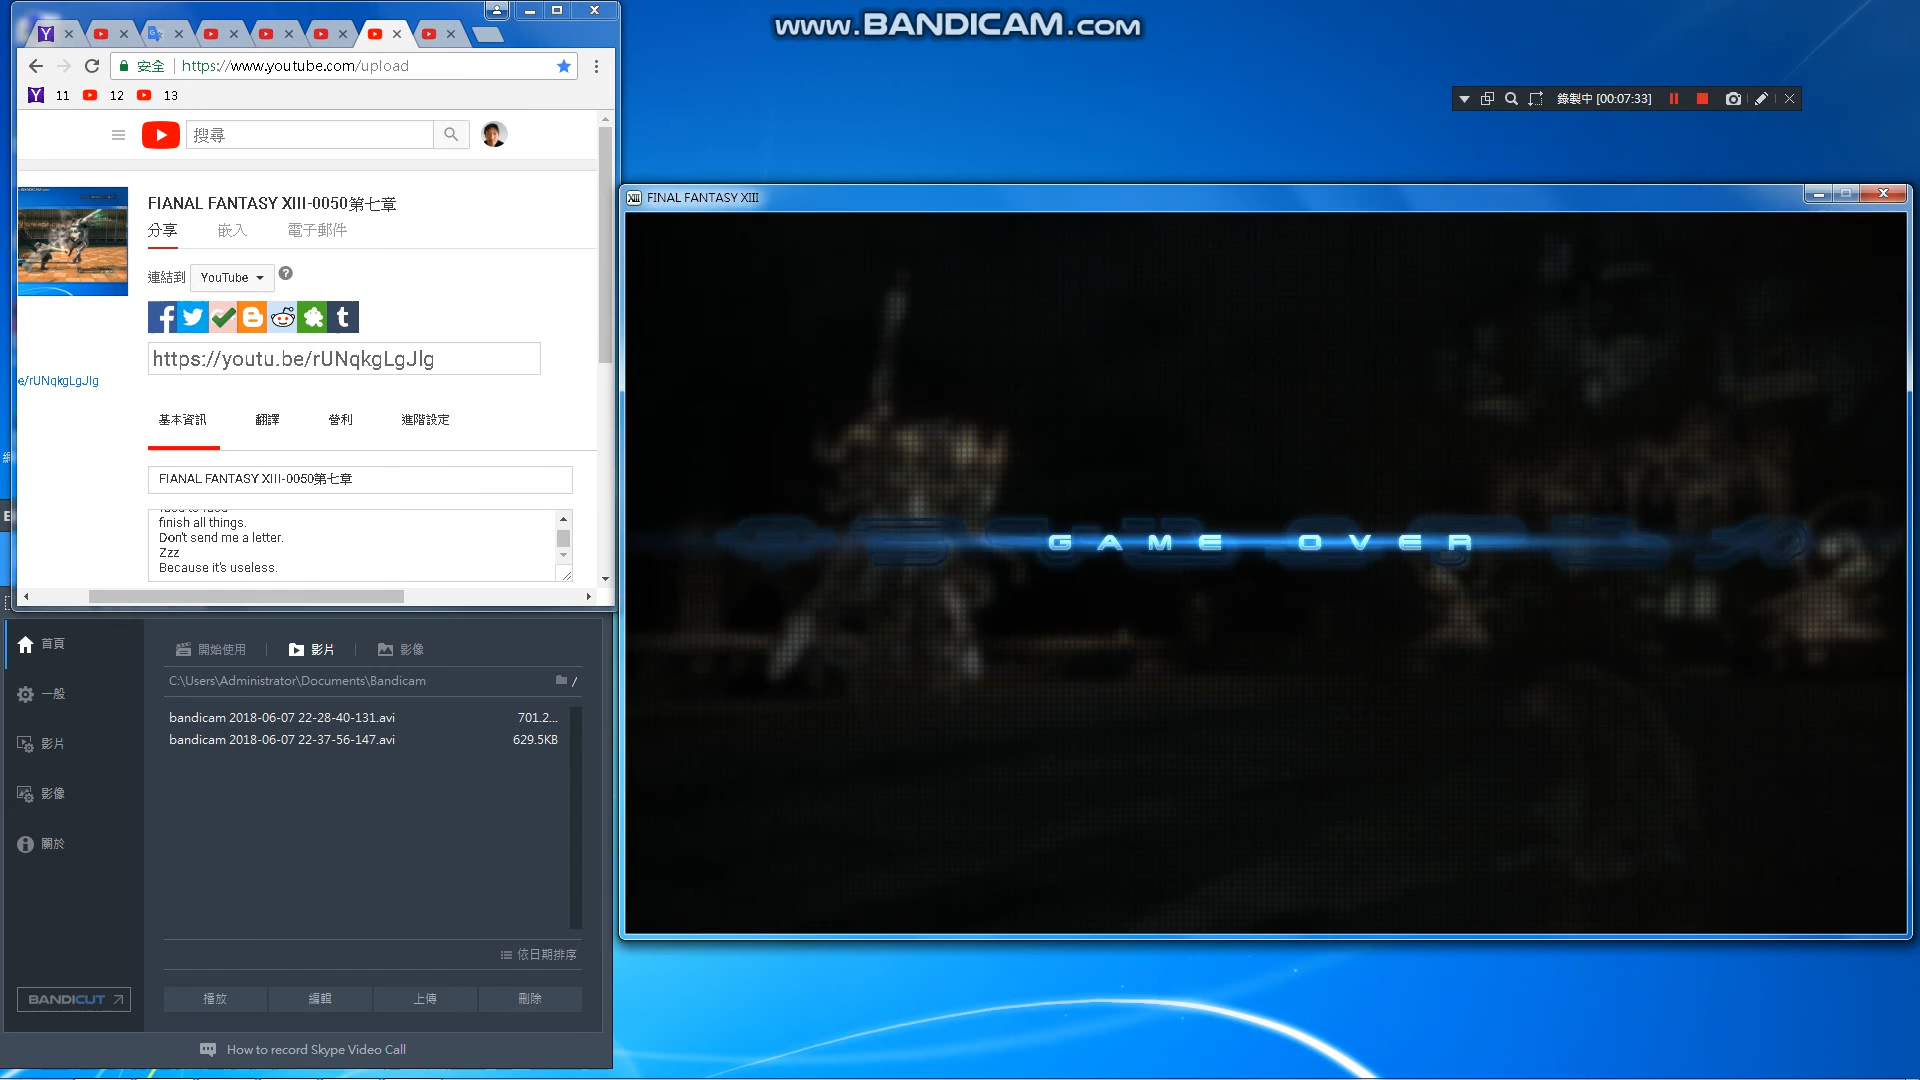 www.BANDICAM.com
安全
https://www.youtube.com/upload
11
12
13
錄製中 [00:07:33]
搜尋
FIANAL FANTASY XIII-0050第七章
分享
嵌入
電子郵件
連結到
YouTube
https://youtu.be/rUNqkgLgJIg
e/rUNqkgLgJIg
基本資訊
翻譯
營利
進階設定
FIANAL FANTASY XIII-0050第七章
finish all things.
Don't send me a letter.
Zzz
Because it's useless.
XIII FINAL FANTASY XIII
GAME OVER
首頁
一般
影片
影像
關於
開始使用
影片
影像
C:\Users\Administrator\Documents\Bandicam
bandicam 2018-06-07 22-28-40-131.avi 701.2...
bandicam 2018-06-07 22-37-56-147.avi 629.5KB
依日期排序
播放
編輯
上傳
刪除
BANDICUT
How to record Skype Video Call